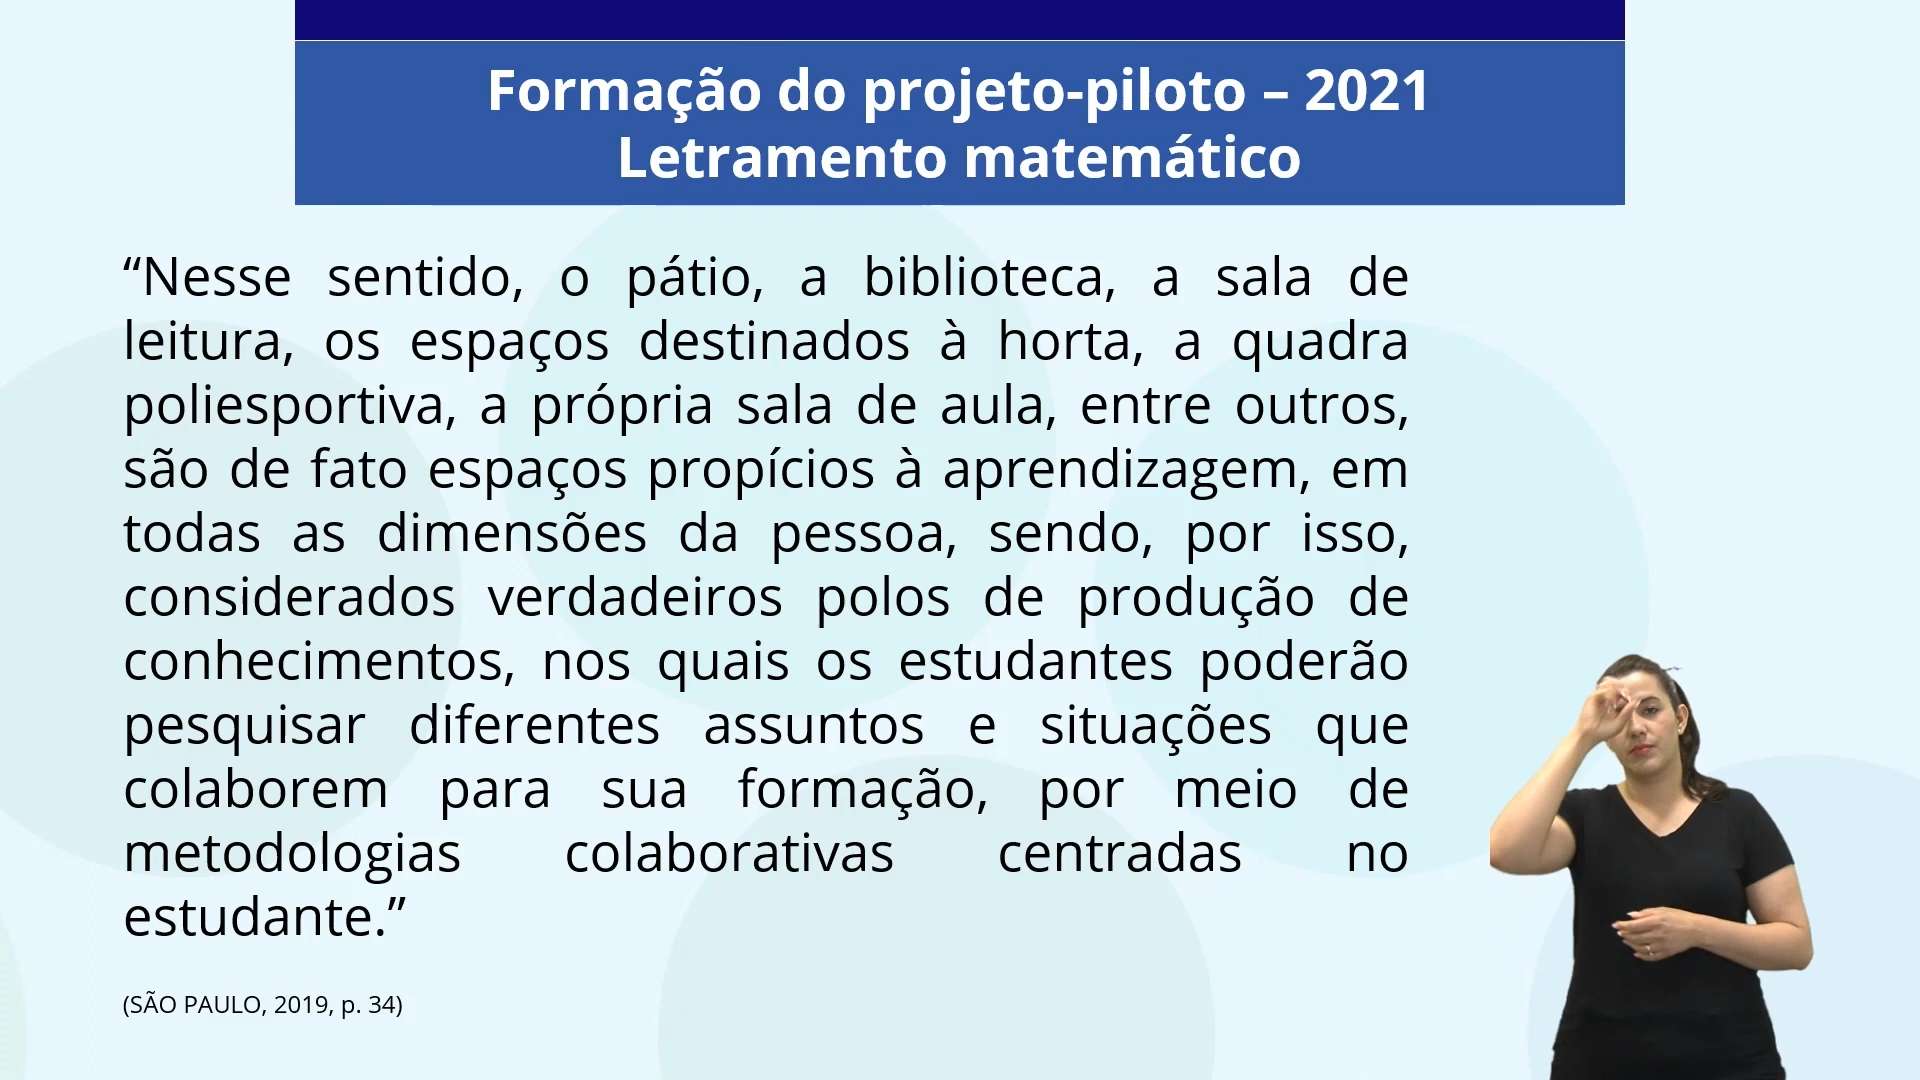 Formação do projeto-piloto – 2021
Letramento matemático
“Nesse sentido, o pátio, a biblioteca, a sala de
leitura, os espaços destinados à horta, a quadra
poliesportiva, a própria sala de aula, entre outros,
são de fato espaços propícios à aprendizagem, em
todas as dimensões da pessoa, sendo, por isso,
considerados verdadeiros polos de produção de
conhecimentos, nos quais os estudantes poderão
pesquisar diferentes assuntos e situações que
colaborem para sua formação, por meio de
metodologias colaborativas centradas no
estudante.”
(SÃO PAULO, 2019, p. 34)